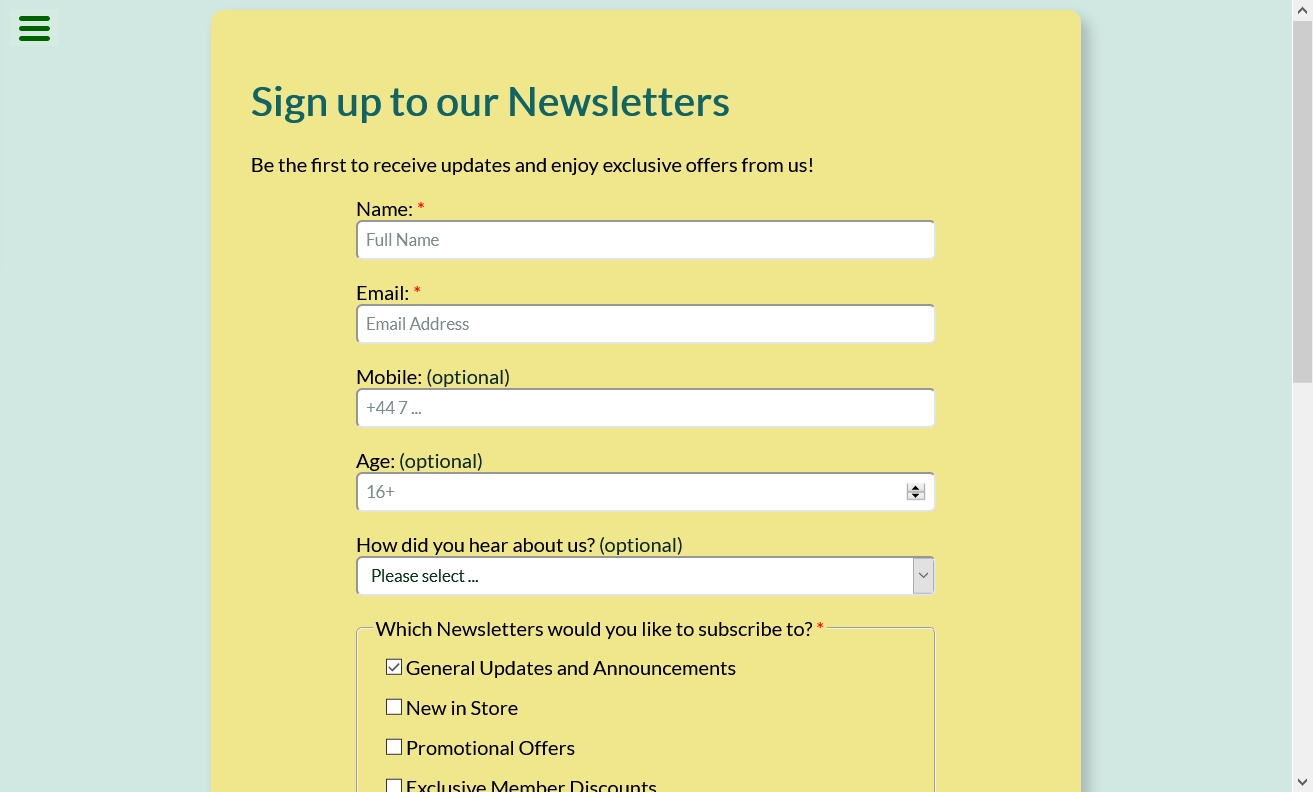 Sign up to our Newsletters
Be the first to receive updates and enjoy exclusive offers from us!
Name: *
Full Name
Email: *
Email Address
Mobile: (optional)
+44 7 ...
Age: (optional)
16+
How did you hear about us? (optional)
Please select ...
Which Newsletters would you like to subscribe to? *
General Updates and Announcements
New in Store
Promotional Offers
Exclusive Member Discounts